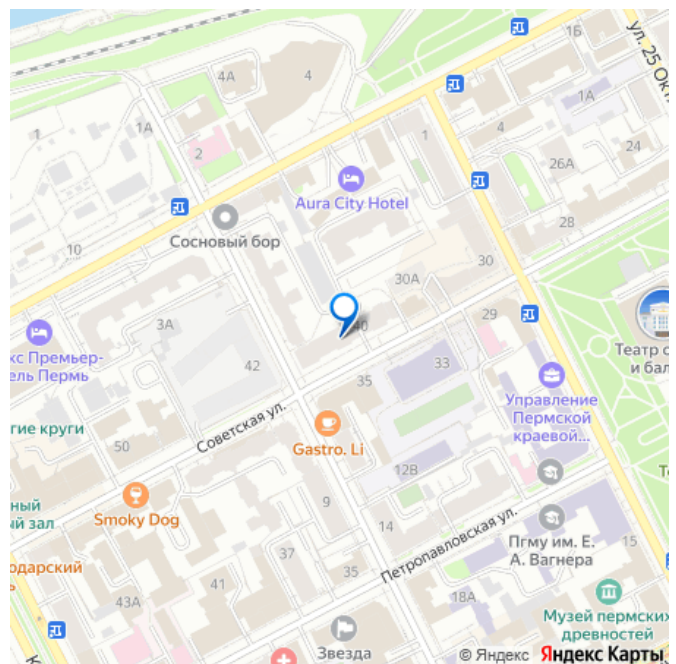 ул. 25 Окт
1Б
4А
4
1А
1
1А
2
1
4
24
26А
Aura City Hotel
28
Сосновый бор
10
30А
30
3А
40
29
кс Премьер-
ель Пермь
42
33
Театр о
и бал
35
Управление
Пермской
краевой...
гие круги
Советская ул.
50
Gastro. Li
12В
ный
ый зал
Smoky Dog
9
14
Петропавловская ул.
Пгму им. Е.
А. Вагнера
15
37
одарский
35
41
43А
18А
Музей пермских
древностей
Звезда
© Яндекс Яндекс Карты